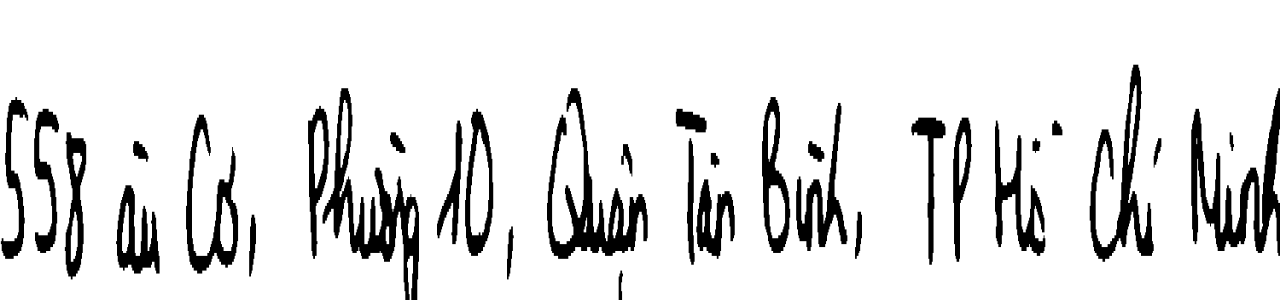 558 Âu Cơ, Phường 10, Quận Tân Bình, TP Hồ Chí Minh